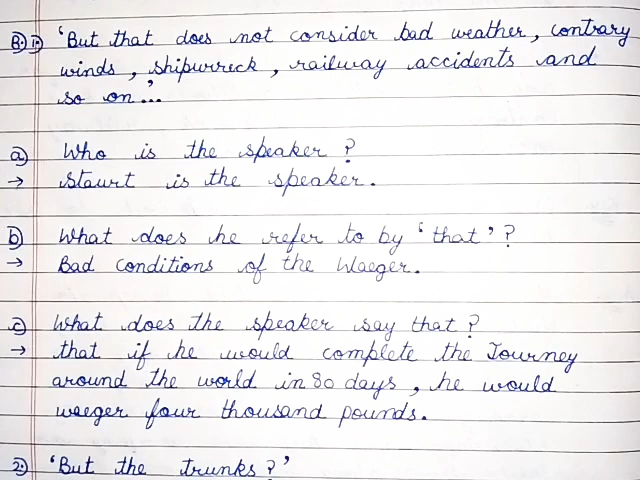 B.) 1) 'But that does not consider bad weather, contrary
winds, shipwreck, railway accidents and
so on...'
a) Who is the speaker?
→ Staurt is the speaker.
b) What does he refer to by 'that'?
→ Bad conditions of the Waeger.
c) What does the speaker say that?
→ that if he would complete the Journey
around the world in 80 days, he would
waeger four thousand pounds.
2) 'But the trunks?'